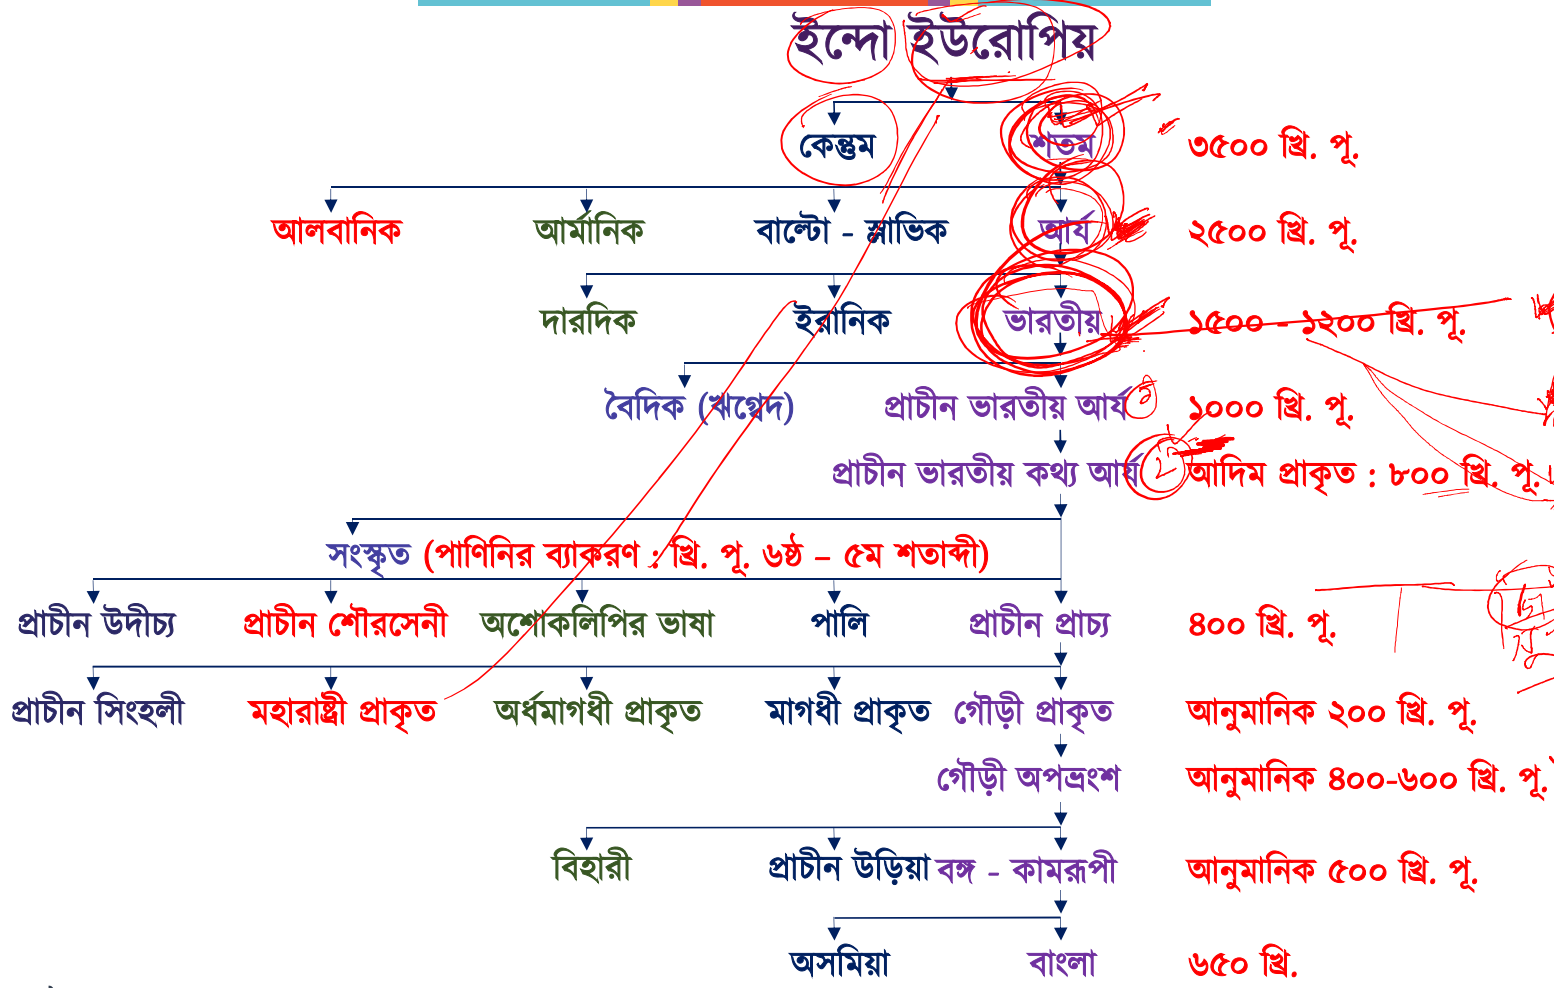 ইন্দো ইউরোপিয়
কেন্তুম শতম ৩৫০০ খ্রি. পূ.
আলবানিক আর্মানিক বাল্টো - স্লাভিক আর্য ২৫০০ খ্রি. পূ.
দারদিক ইরানিক ভারতীয় ১৫০০ - ১২০০ খ্রি. পূ.
বৈদিক (ঋগ্বেদ) প্রাচীন ভারতীয় আর্য ১০০০ খ্রি. পূ.
প্রাচীন ভারতীয় কথ্য আর্য আদিম প্রাকৃত : ৮০০ খ্রি. পূ.
সংস্কৃত (পাণিনির ব্যাকরণ : খ্রি. পূ. ৬ষ্ঠ – ৫ম শতাব্দী)
প্রাচীন উদীচ্য প্রাচীন শৌরসেনী অশোকলিপির ভাষা পালি প্রাচীন প্রাচ্য ৪০০ খ্রি. পূ.
প্রাচীন সিংহলী মহারাষ্ট্রী প্রাকৃত অর্ধমাগধী প্রাকৃত মাগধী প্রাকৃত গৌড়ী প্রাকৃত আনুমানিক ২০০ খ্রি. পূ.
গৌড়ী অপভ্রংশ আনুমানিক ৪০০-৬০০ খ্রি. পূ.
বিহারী প্রাচীন উড়িয়া বঙ্গ - কামরূপী আনুমানিক ৫০০ খ্রি. পূ.
অসমিয়া বাংলা ৬৫০ খ্রি.